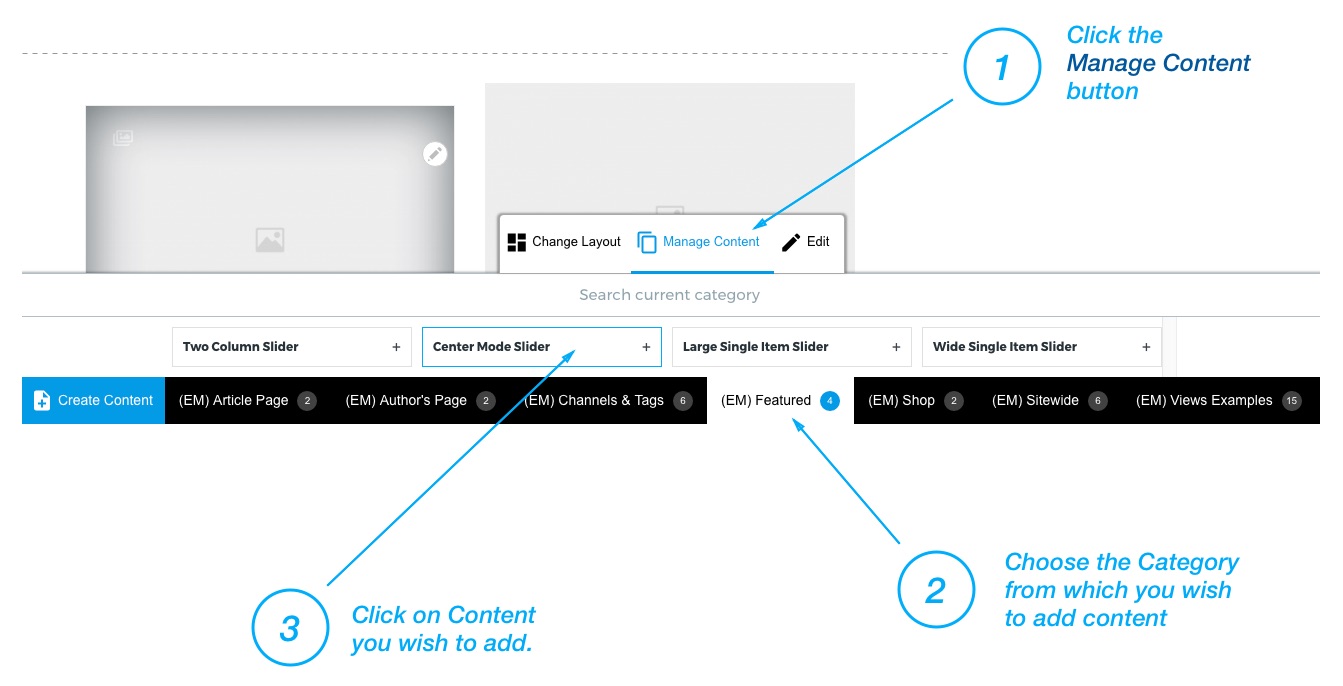 1
Click the
Manage Content
button
Change Layout
Manage Content
Edit
Search current category
Two Column Slider +
Center Mode Slider +
Large Single Item Slider +
Wide Single Item Slider +
Create Content
(EM) Article Page 2
(EM) Author's Page 2
(EM) Channels & Tags 6
(EM) Featured 4
(EM) Shop 2
(EM) Sitewide 6
(EM) Views Examples 15
2
Choose the Category
from which you wish
to add content
3
Click on Content
you wish to add.